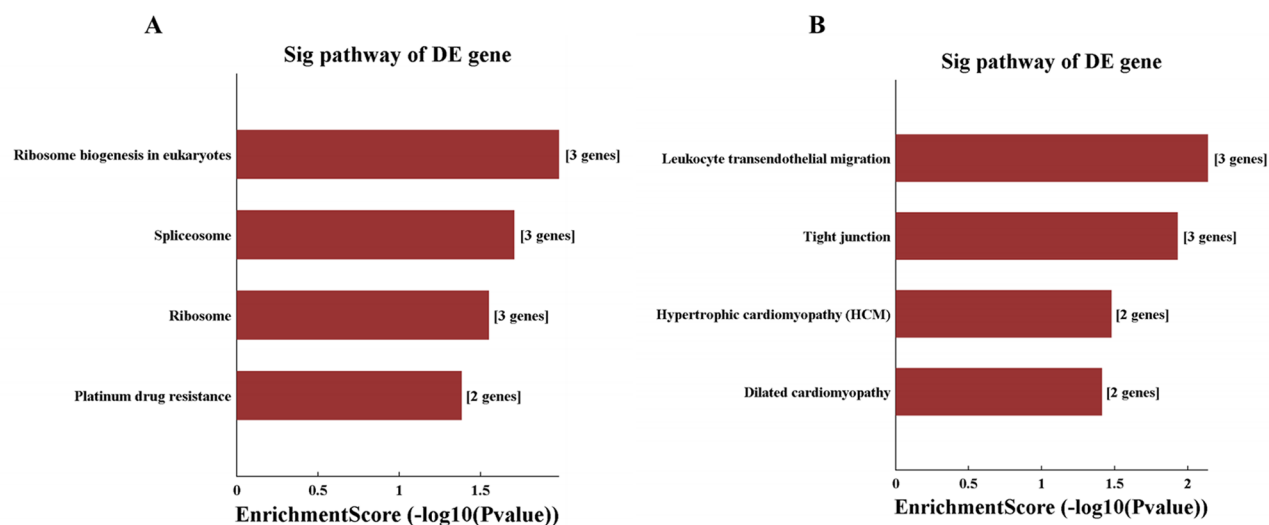 A
Sig pathway of DE gene
Ribosome biogenesis in eukaryotes
[3 genes]
Spliceosome
[3 genes]
Ribosome
[3 genes]
Platinum drug resistance
[2 genes]
0 0.5 1 1.5
EnrichmentScore (-log10(Pvalue))
B
Sig pathway of DE gene
Leukocyte transendothelial migration
[3 genes]
Tight junction
[3 genes]
Hypertrophic cardiomyopathy (HCM)
[2 genes]
Dilated cardiomyopathy
[2 genes]
0 0.5 1 1.5 2
EnrichmentScore (-log10(Pvalue))